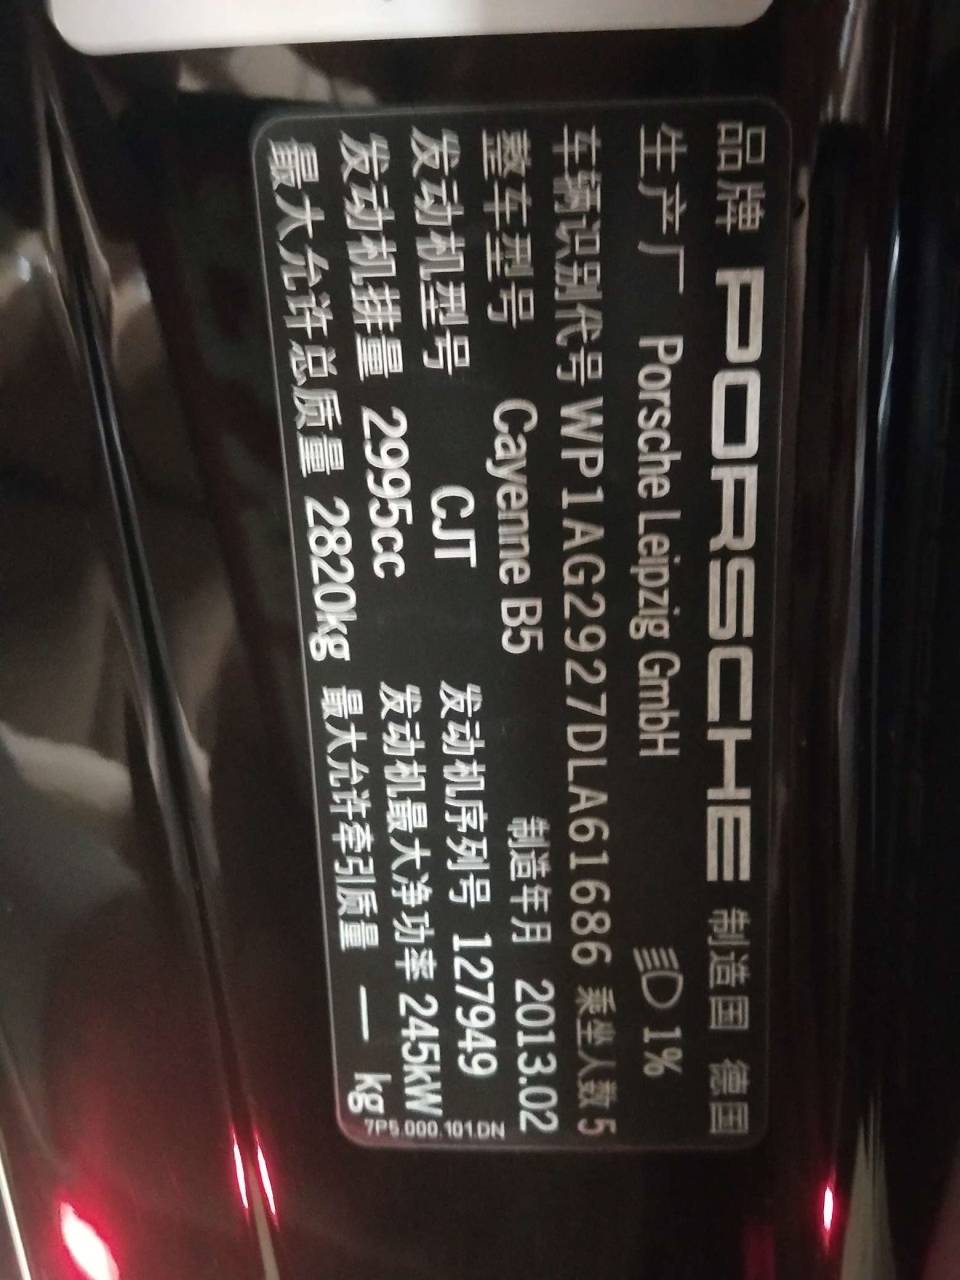 品牌 PORSCHE 制造国 德国
生产厂 Porsche Leipzig GmbH 1%
车辆识别代号 WP1AG2927DLA61686 乘坐人数 5
整车型号 Cayenne B5 制造年月 2013.02
发动机型号 CJT 发动机序列号 127949
发动机排量 2995cc 发动机最大净功率 245kW
最大允许总质量 2820kg 最大允许牵引质量 — kg
7P5.000.101.DN